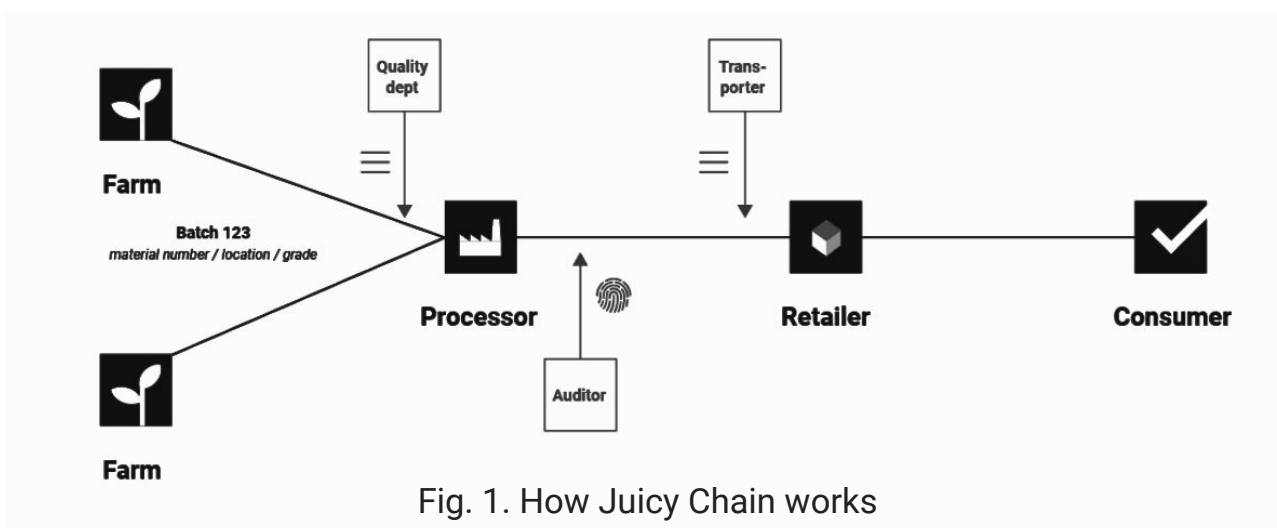 Quality
dept
Trans-
porter
Farm
Batch 123
material number / location / grade
Processor
Retailer
Consumer
Auditor
Farm
Fig. 1. How Juicy Chain works